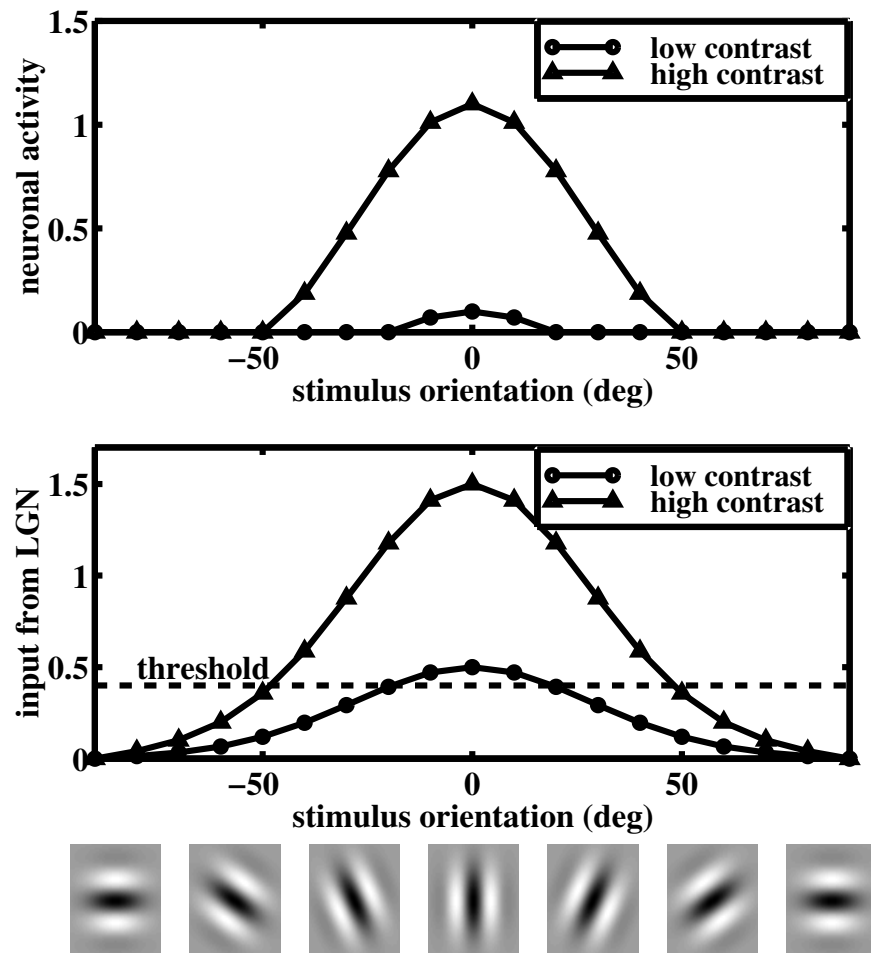 1.5
1
0.5
0
neuronal activity
low contrast
high contrast
−50
0
50
stimulus orientation (deg)
1.5
1
0.5
0
input from LGN
low contrast
high contrast
threshold
−50
0
50
stimulus orientation (deg)